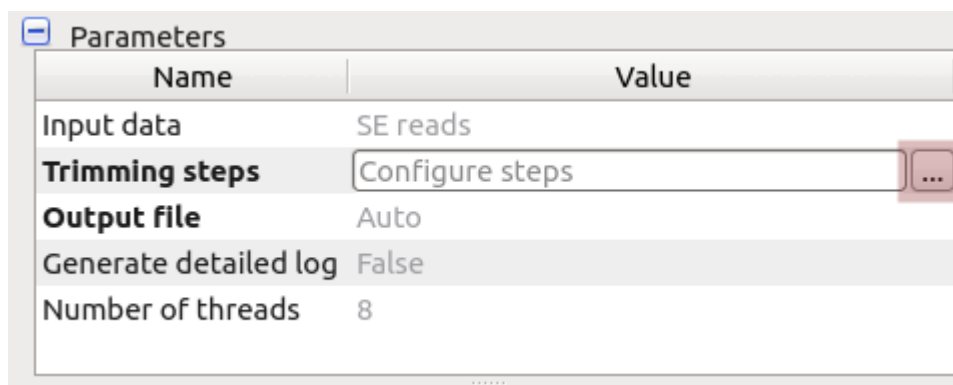 Parameters
Name Value
Input data SE reads
Trimming steps Configure steps ...
Output file Auto
Generate detailed log False
Number of threads 8